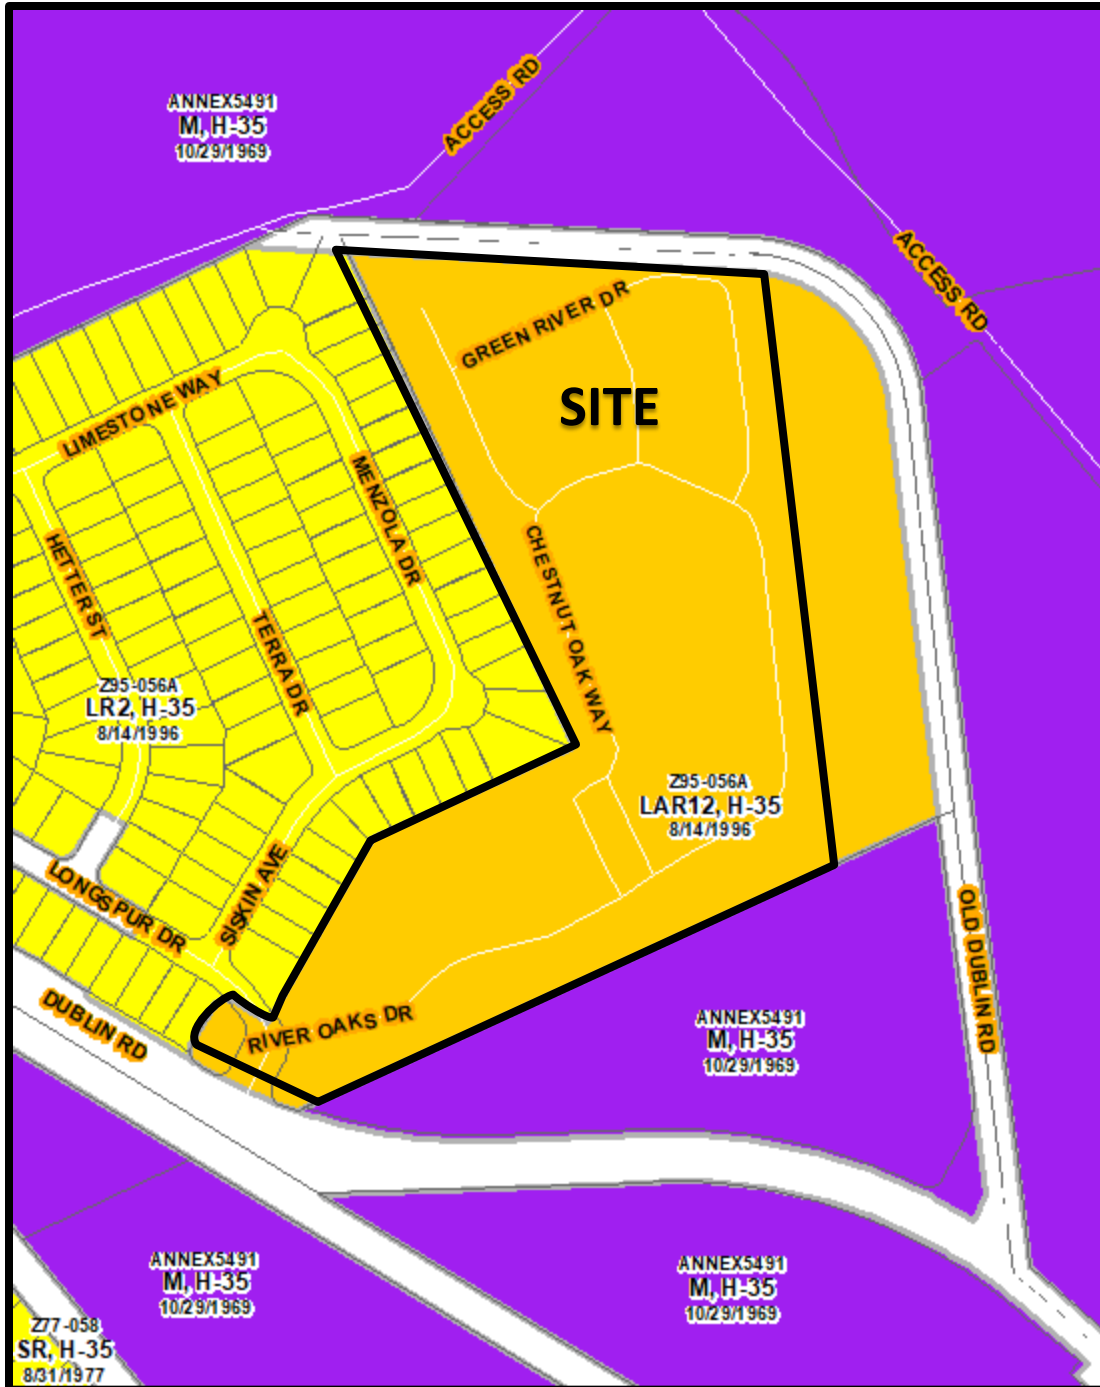 ACCESS RD
ANNEX5491
M, H-35
10/29/1969
ACCESS RD
GREEN RIVER DR
SITE
LIMESTONE WAY
MENZOLA DR
HETTER ST
CHESTNUT OAK WAY
TERRA DR
Z95-056A
LR2, H-35
8/14/1996
Z95-056A
LAR12, H-35
8/14/1996
LONGSPUR DR
SISKIN AVE
OLD DUBLIN RD
DUBLIN RD
RIVER OAKS DR
ANNEX5491
M, H-35
10/29/1969
ANNEX5491
M, H-35
10/29/1969
ANNEX5491
M, H-35
10/29/1969
Z77-058
SR, H-35
8/31/1977